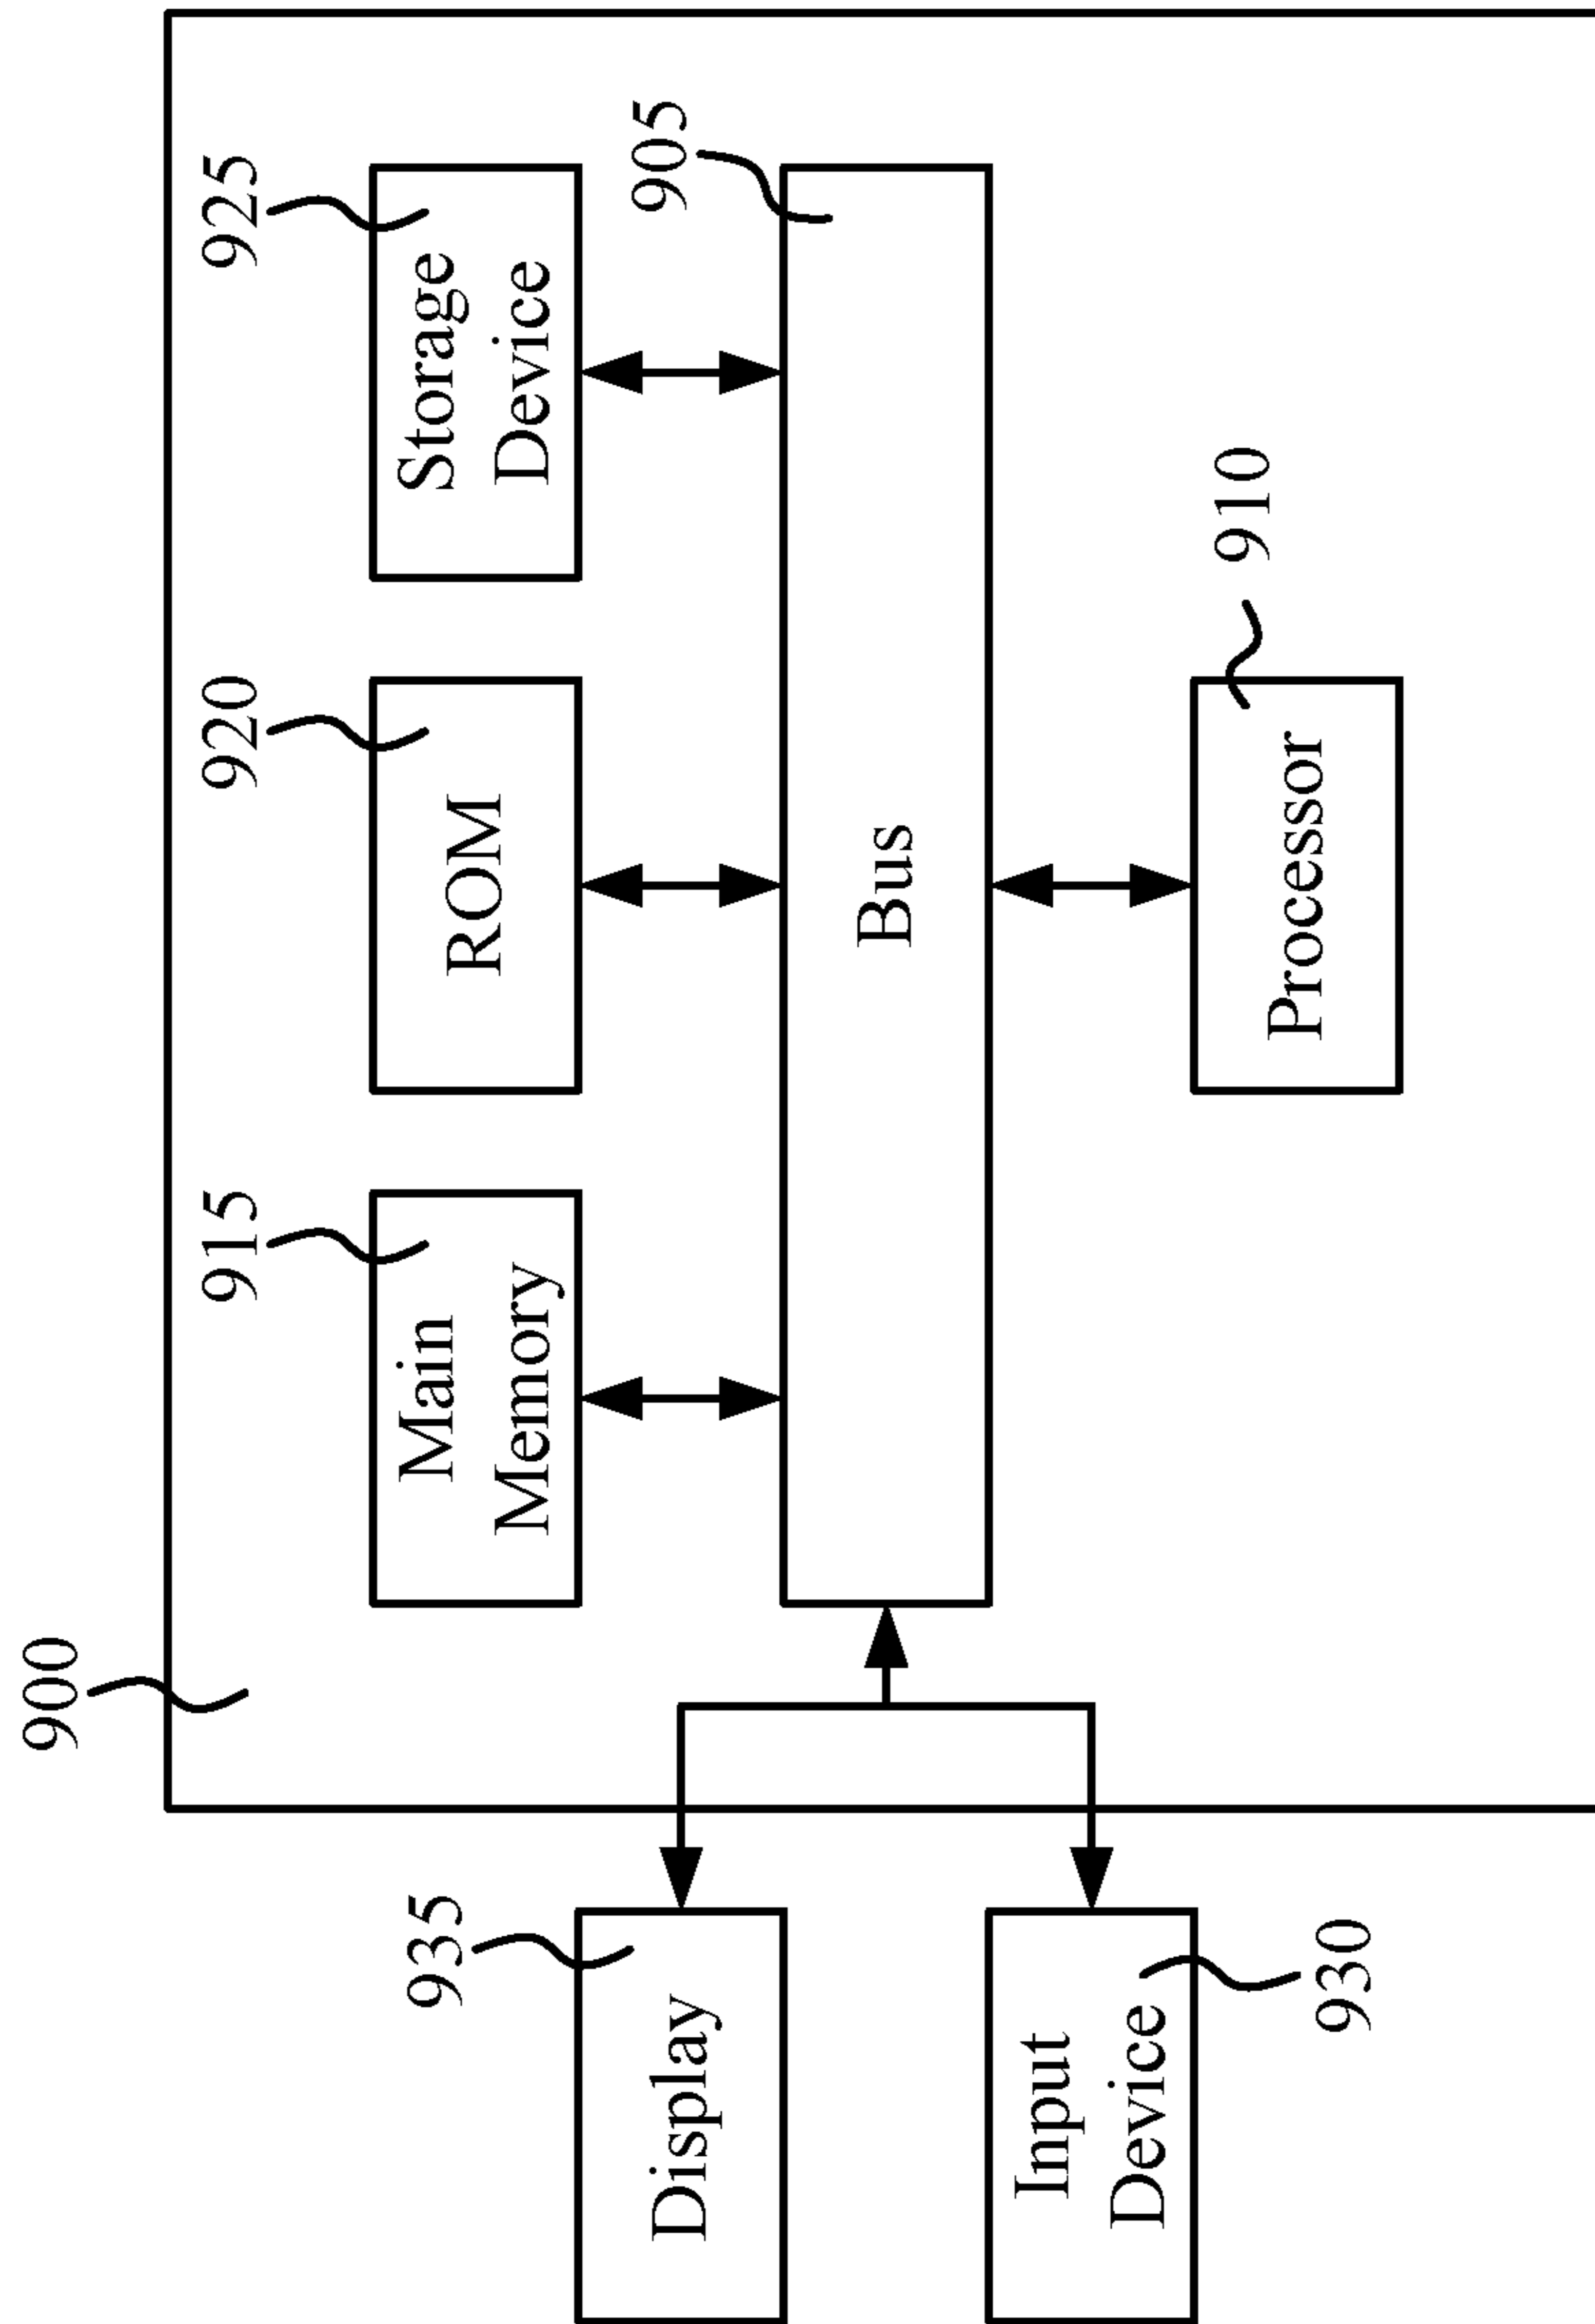 900
915
920
925
Main
Memory
ROM
Storage
Device
935
905
Display
Bus
Input
Device
910
930
Processor